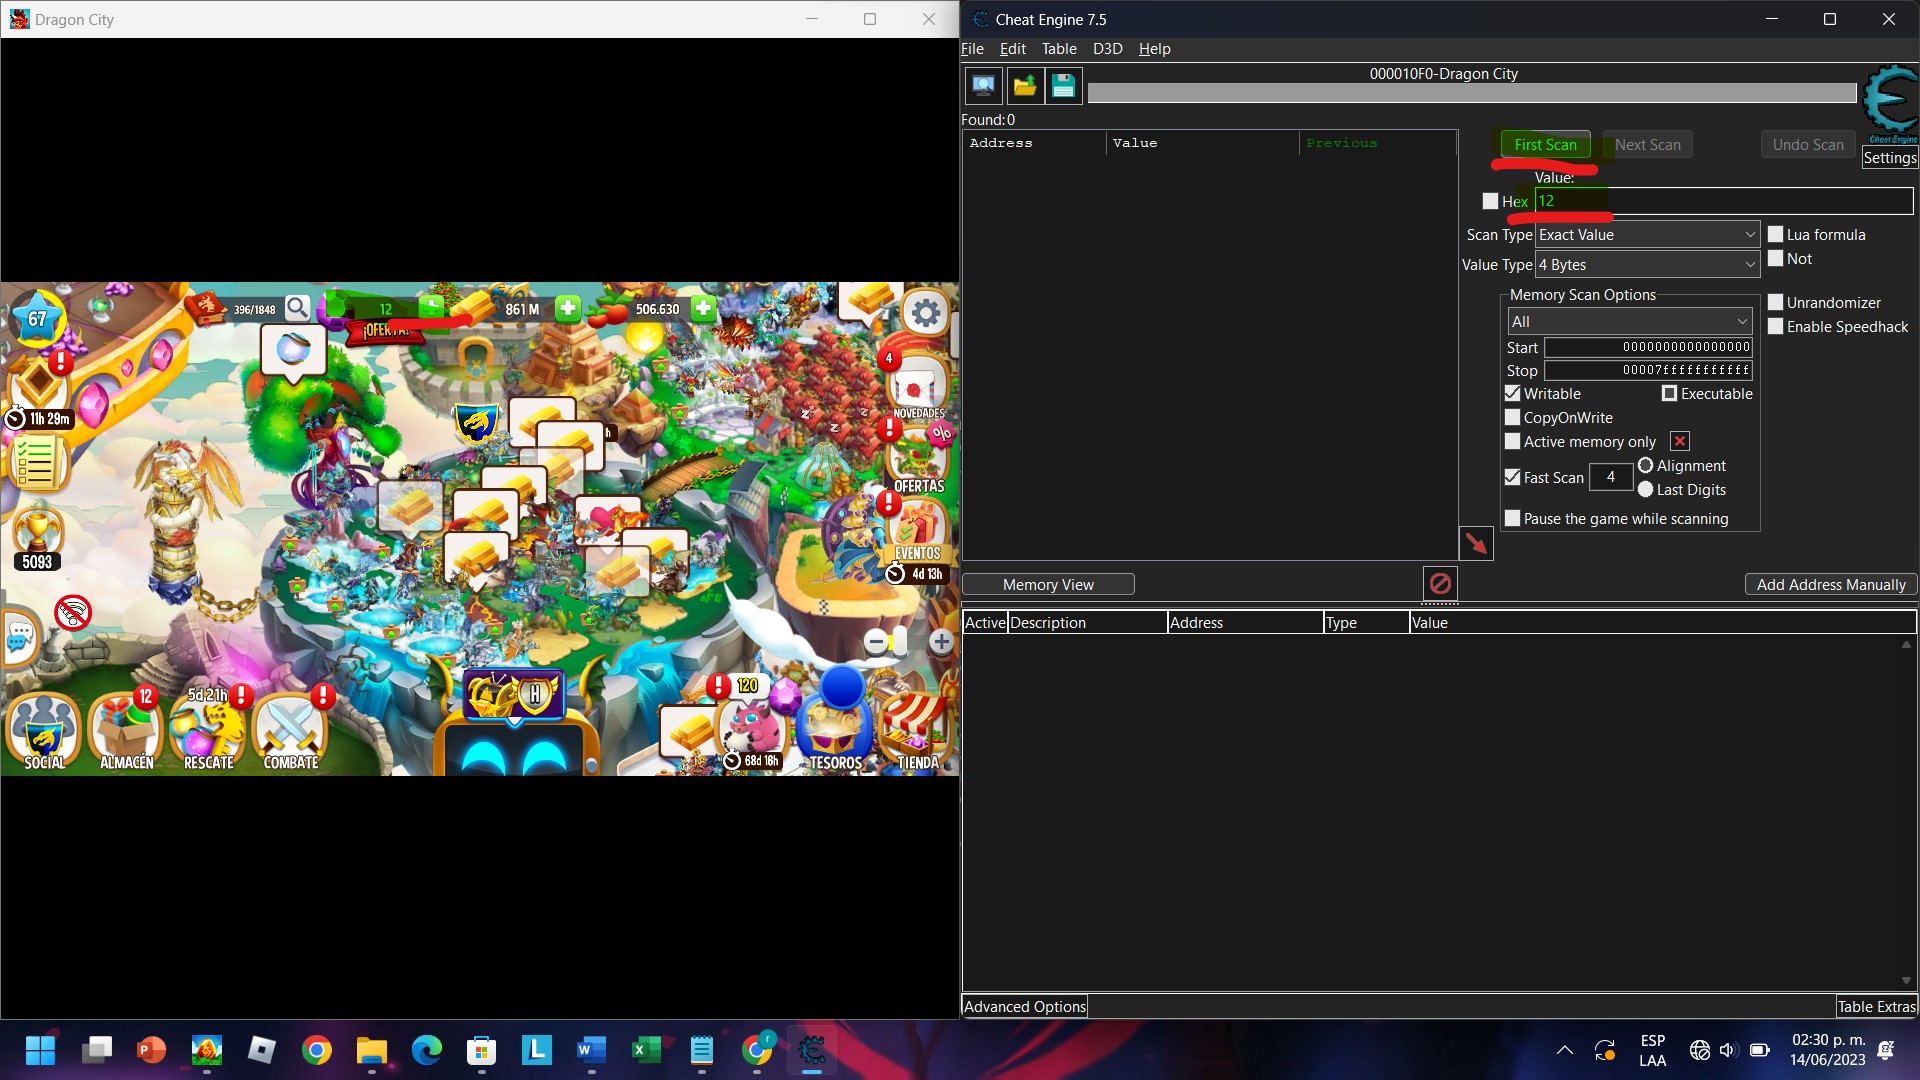 Dragon City
67
396/1848
12
861 M
506.630
¡OFERTA!
11h 29m
4
NOVEDADES
%
OFERTAS
z
z
z
h
5093
EVENTOS
4d 13h
12
5d 21h
H
120
68d 16h
SOCIAL
ALMACÉN
RESCATE
COMBATE
TESOROS
TIENDA
Cheat Engine 7.5
File Edit Table D3D Help
000010F0-Dragon City
Cheat Engine
Settings
Found:0
Address Value Previous
First Scan Next Scan Undo Scan
Value:
Hex 12
Scan Type Exact Value Lua formula
Value Type 4 Bytes Not
Memory Scan Options
All
Unrandomizer
Enable Speedhack
Start 0000000000000000
Stop 00007fffffffffff
Writable Executable
CopyOnWrite
Active memory only
Fast Scan 4 Alignment
Last Digits
Pause the game while scanning
Memory View Add Address Manually
Active Description Address Type Value
Advanced Options Table Extras
P L W X r
ESP
LAA
02:30 p. m.
14/06/2023